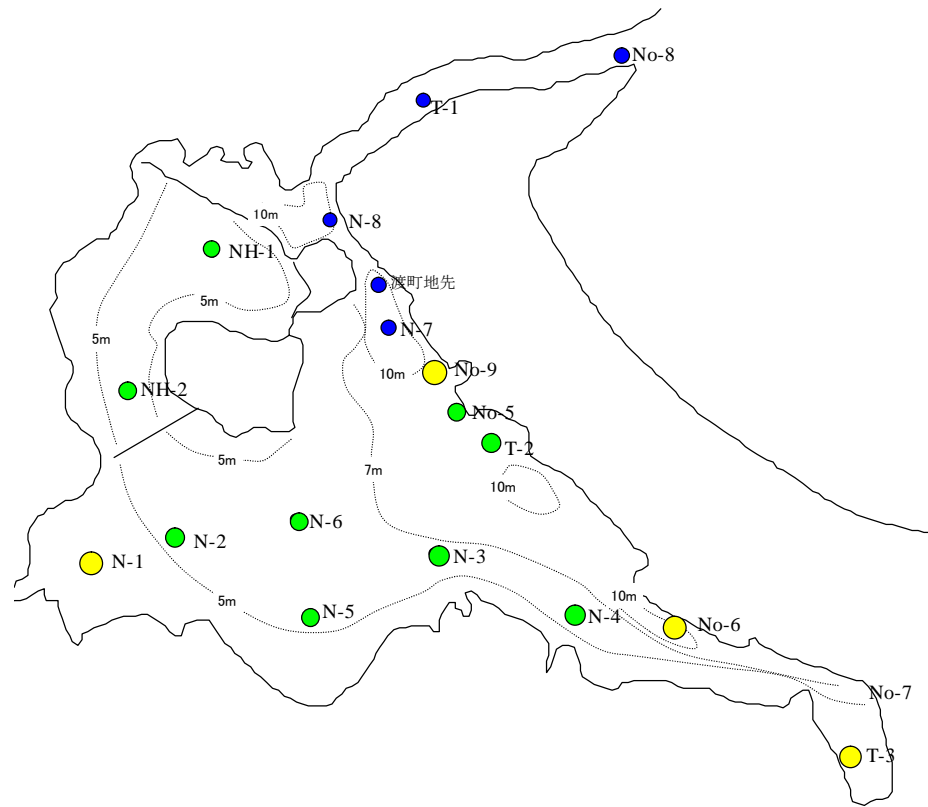 No-8
T-1
10m
N-8
NH-1
渡町地先
5m
N-7
5m
10m
No-9
NH-2
No-5
T-2
5m
7m
10m
N-6
N-2
N-3
N-1
5m
10m
N-5
N-4
No-6
No-7
T-3